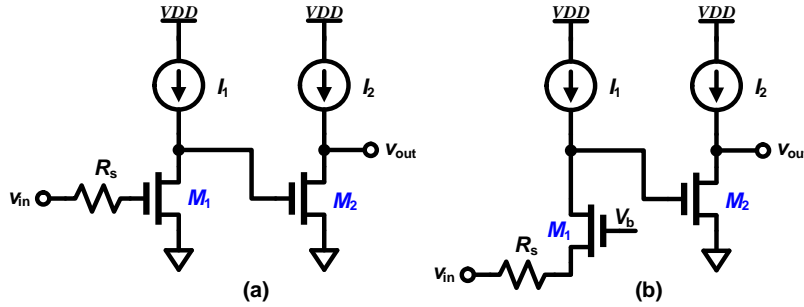 VDD VDD VDD VDD
I1 I2 I1 I2
vout vou
Rs
vin M1 M2 M1 Vb M2
Rs
vin
(a) (b)